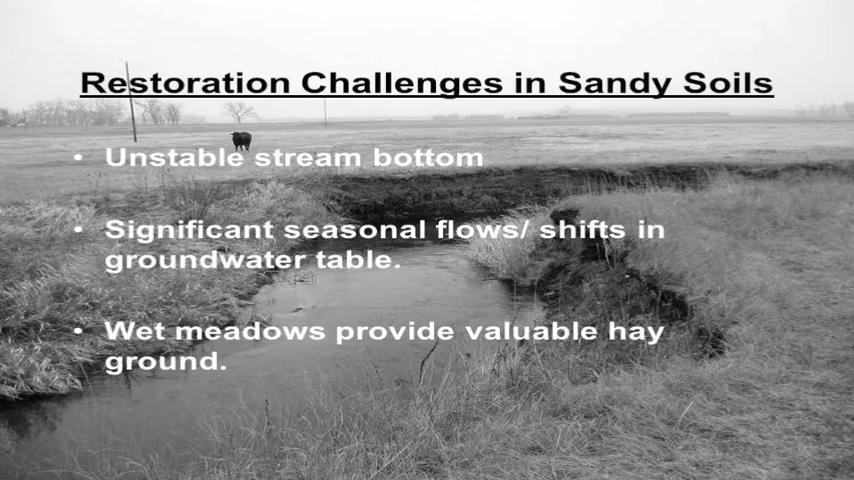 Restoration Challenges in Sandy Soils
• Unstable stream bottom
• Significant seasonal flows/ shifts in
groundwater table.
• Wet meadows provide valuable hay
ground.